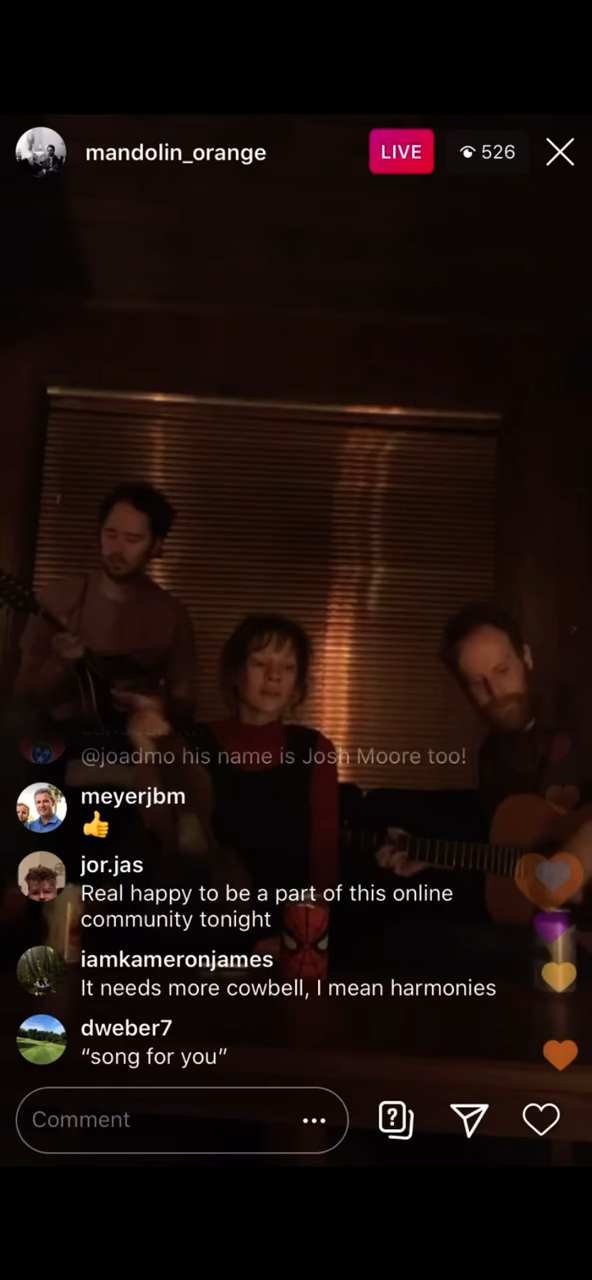 mandolin_orange
LIVE
526
@joadmo his name is Josh Moore too!
meyerjbm
👍
jor.jas
Real happy to be a part of this online
community tonight
iamkameronjames
It needs more cowbell, I mean harmonies
dweber7
“song for you”
Comment